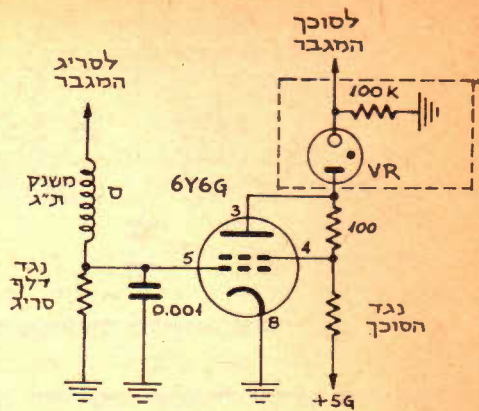 לסוכך
המגבר
לסריג
המגבר
100K
VR
משנק
ת"ג
ס
6Y6G
3
100
5
4
נגד
דלף
סריג
0.001
8
נגד
הסוכך
+5G